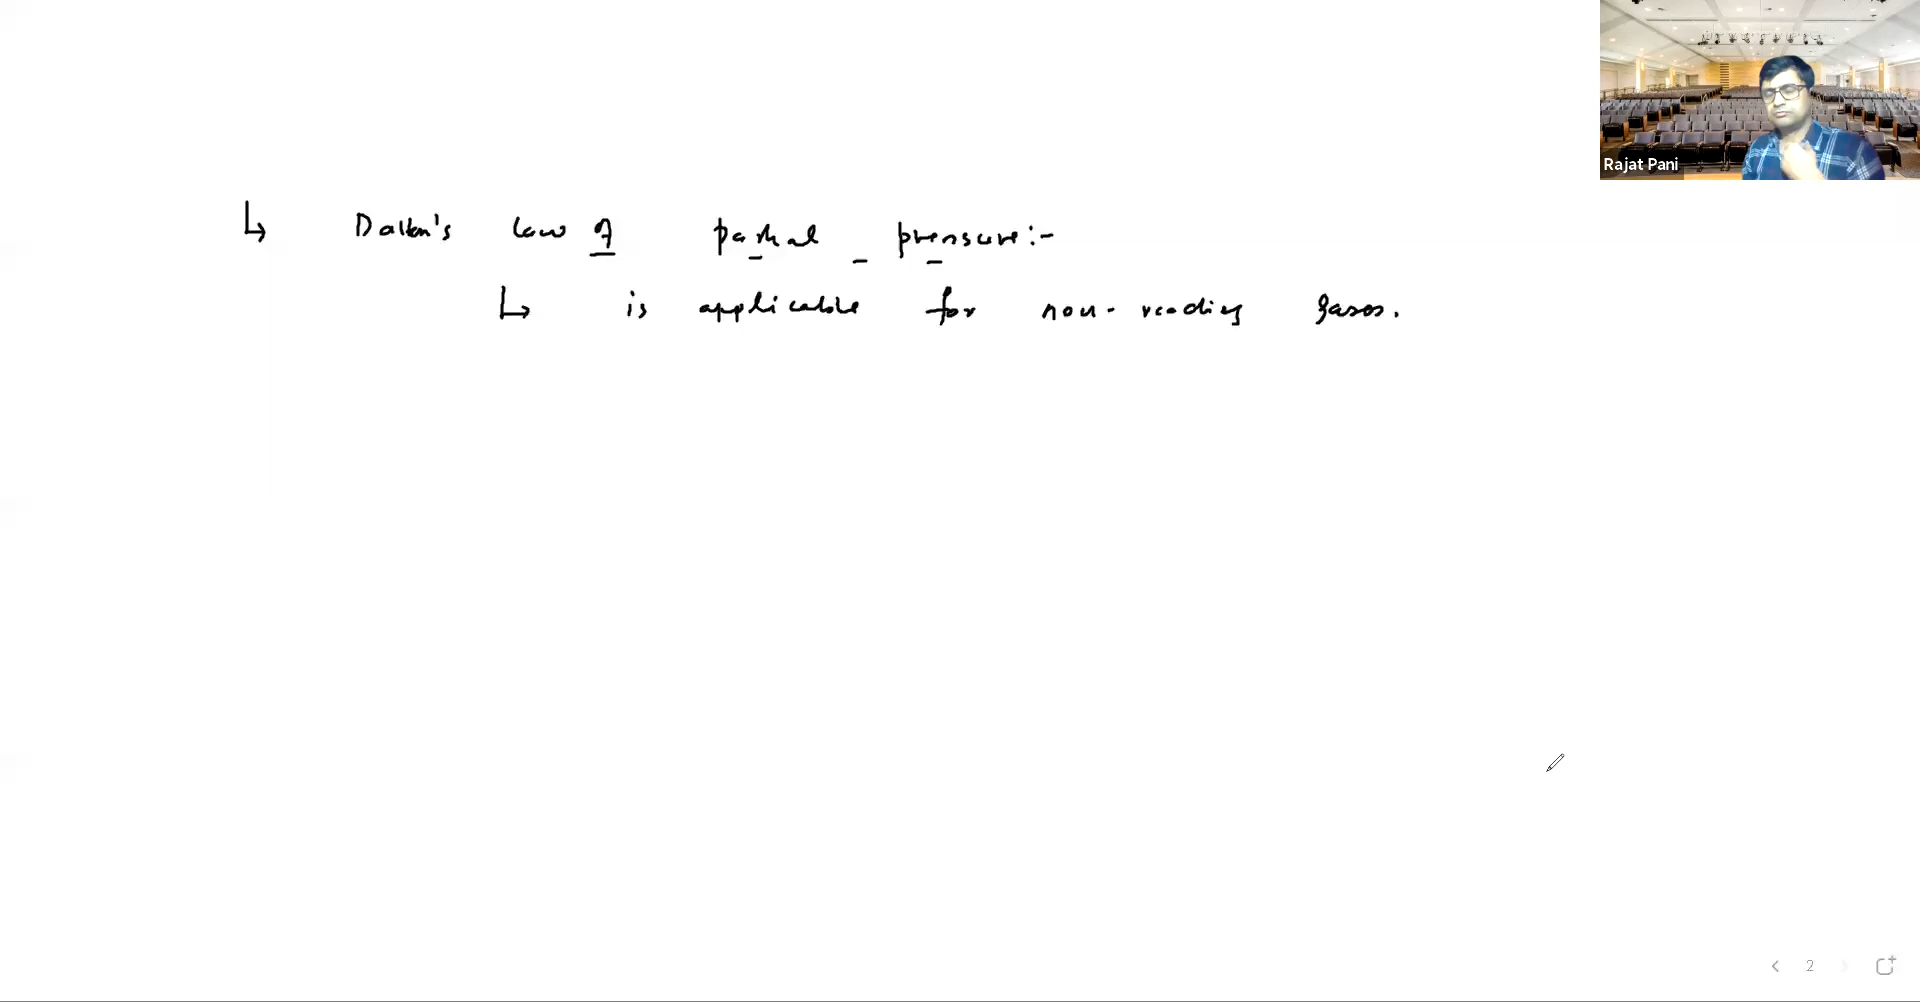 Rajat Pani
↳ Dalton's law of partial pressure:-
↳ is applicable for non-reacting gases.
2